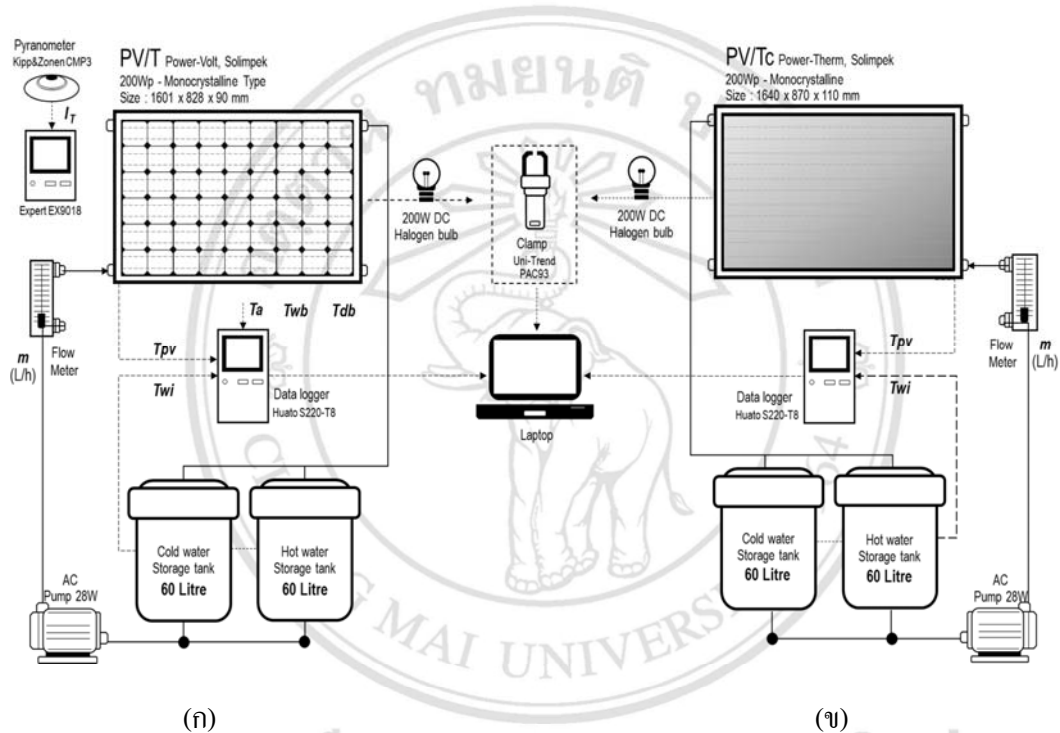 Pyranometer
Kipp&Zonen CMP3
I_T
Expert EX9018
PV/T Power-Volt, Solimpek
200Wp - Monocrystalline Type
Size : 1601 x 828 x 90 mm
200W DC
Halogen bulb
Clamp
Uni-Trend
PAC93
200W DC
Halogen bulb
PV/Tc Power-Therm, Solimpek
200Wp - Monocrystalline
Size : 1640 x 870 x 110 mm
m
(L/h)
Flow
Meter
Ta Twb Tdb
Tpv
Twi
Data logger
Huato S220-T8
Laptop
Tpv
Twi
Data logger
Huato S220-T8
Flow
Meter
m
(L/h)
Cold water
Storage tank
60 Litre
Hot water
Storage tank
60 Litre
AC
Pump 28W
Cold water
Storage tank
60 Litre
Hot water
Storage tank
60 Litre
AC
Pump 28W
MAI UNIVERSI
64
(ก)
(ข)